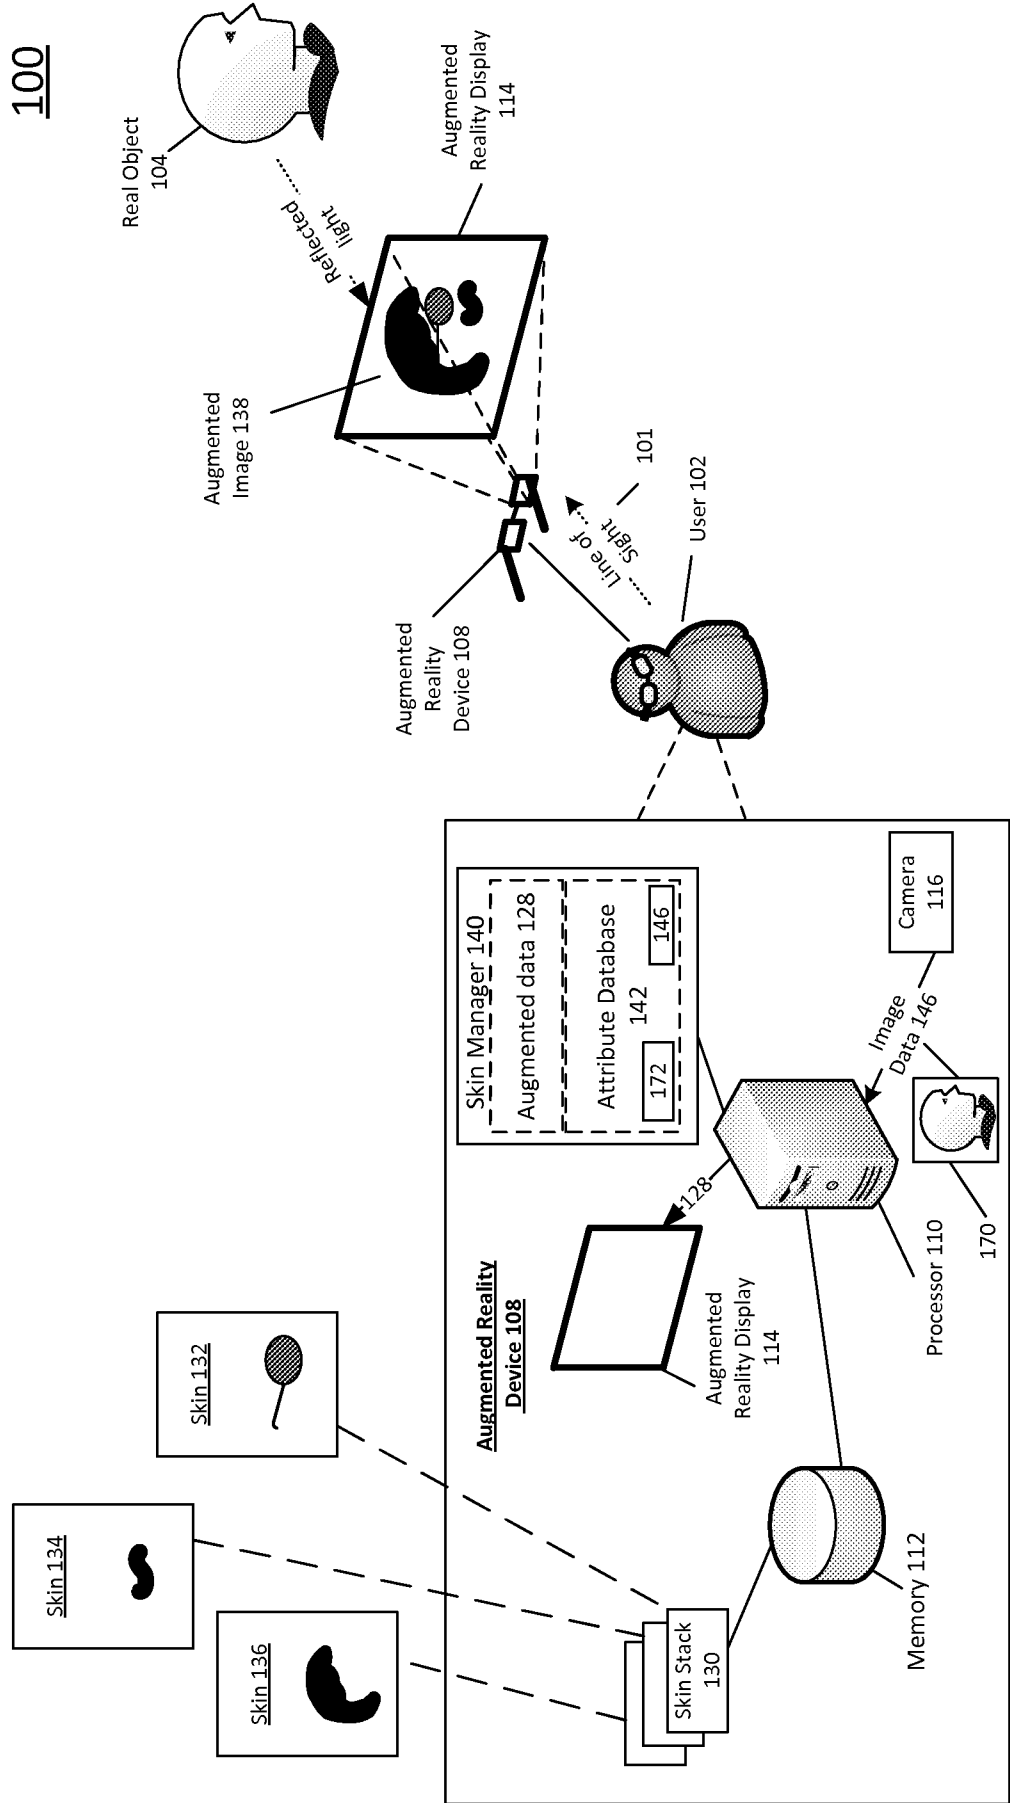 100
Real Object
104
Reflected
light
Augmented
Reality Display
114
Augmented
Image 138
Line of
Sight
101
Augmented
Reality
Device 108
User 102
Skin 132
Skin 134
Skin 136
Skin Manager 140
Augmented data 128
Attribute Database
142
172
146
Camera
116
Image
Data 146
128
Augmented Reality
Device 108
Augmented
Reality Display
114
Processor 110
170
Skin Stack
130
Memory 112